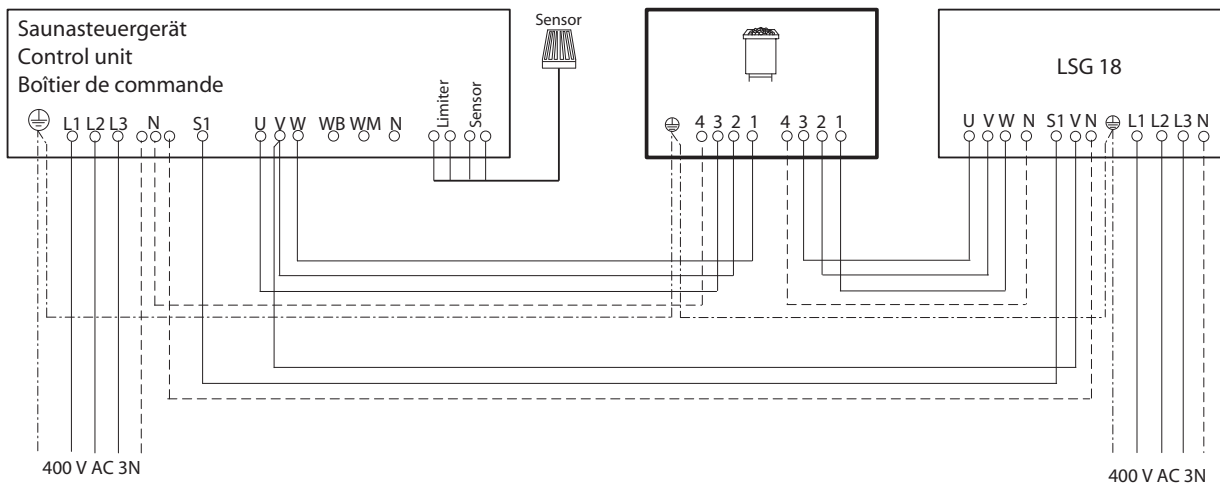 Saunasteuergerät
Control unit
Boîtier de commande
L1 L2 L3 N S1 U V W WB WM N Limiter Sensor
Sensor
4 3 2 1 4 3 2 1
LSG 18
U V W N S1 V N L1 L2 L3 N
400 V AC 3N
400 V AC 3N